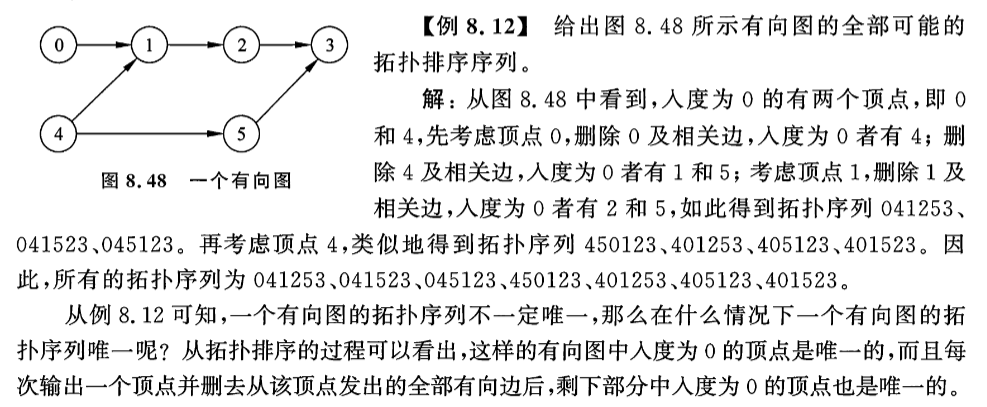 0
1
2
3
4
5
图 8.48 一个有向图
【例 8.12】 给出图 8.48 所示有向图的全部可能的
拓扑排序序列。
解:从图 8.48 中看到,入度为 0 的有两个顶点,即 0
和 4,先考虑顶点 0,删除 0 及相关边,入度为 0 者有 4;删
除 4 及相关边,入度为 0 者有 1 和 5;考虑顶点 1,删除 1 及
相关边,入度为 0 者有 2 和 5,如此得到拓扑序列 041253、
041523、045123。再考虑顶点 4,类似地得到拓扑序列 450123、401253、405123、401523。因
此,所有的拓扑序列为 041253、041523、045123、450123、401253、405123、401523。
从例 8.12 可知,一个有向图的拓扑序列不一定唯一,那么在什么情况下一个有向图的拓
扑序列唯一呢?从拓扑排序的过程可以看出,这样的有向图中入度为 0 的顶点是唯一的,而且每
次输出一个顶点并删去从该顶点发出的全部有向边后,剩下部分中入度为 0 的顶点也是唯一的。